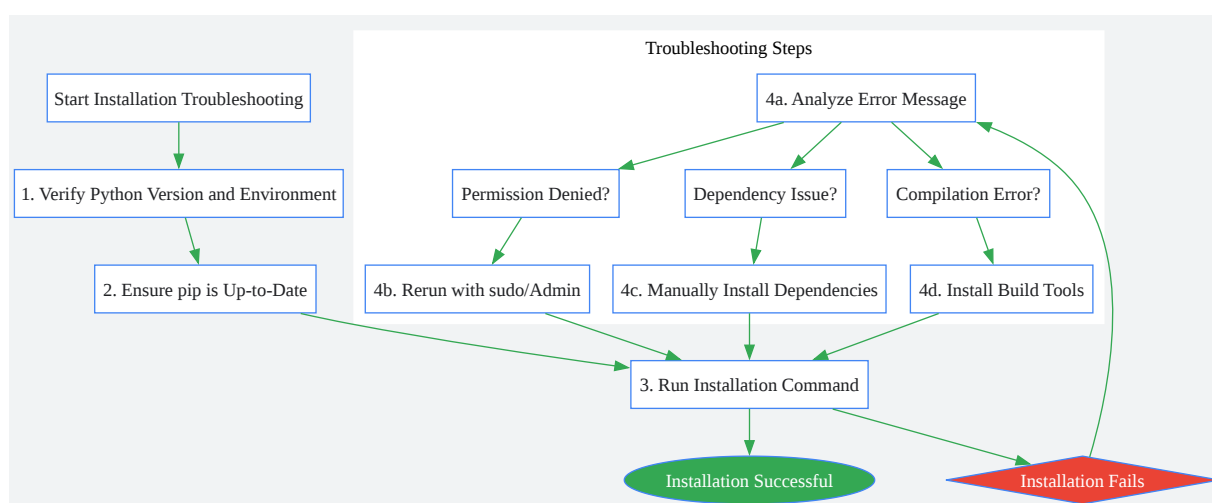 Troubleshooting Steps
Start Installation Troubleshooting
4a. Analyze Error Message
1. Verify Python Version and Environment
Permission Denied?
Dependency Issue?
Compilation Error?
2. Ensure pip is Up-to-Date
4b. Rerun with sudo/Admin
4c. Manually Install Dependencies
4d. Install Build Tools
3. Run Installation Command
Installation Successful
Installation Fails